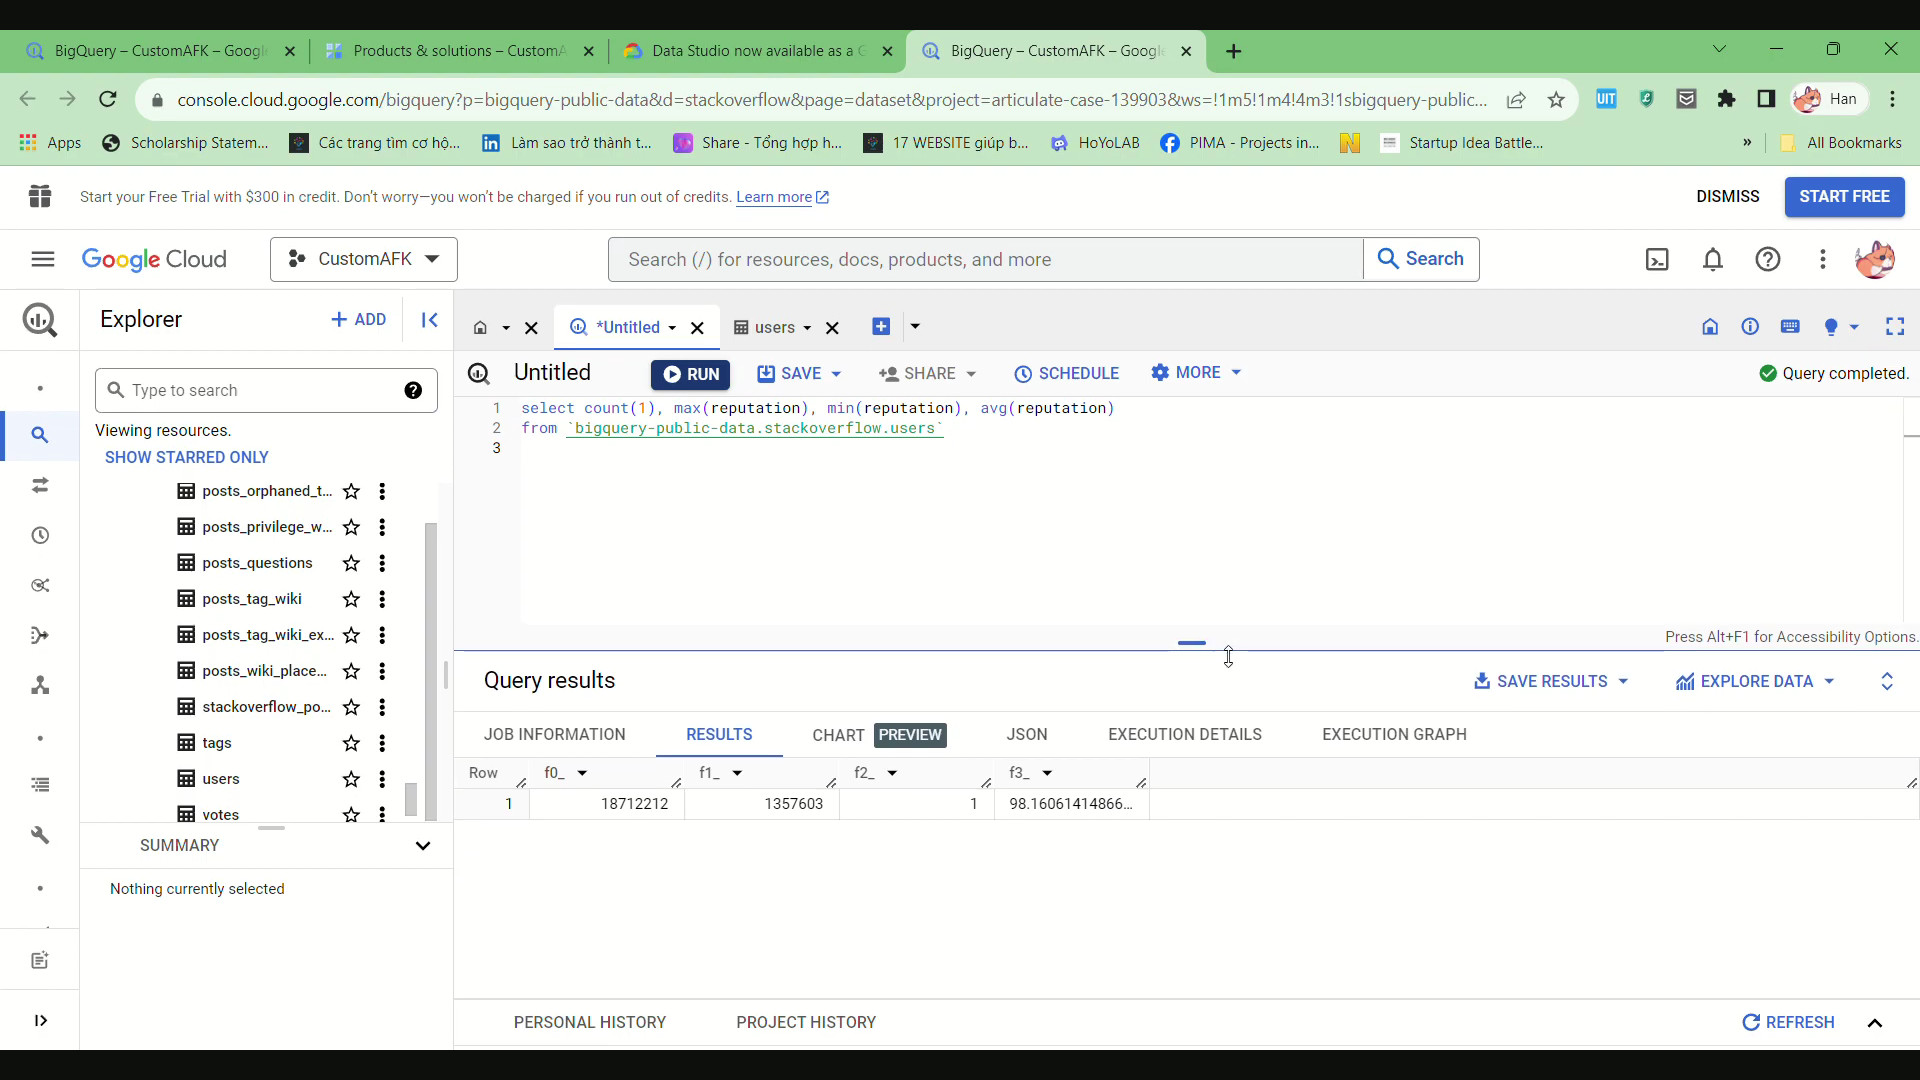 BigQuery – CustomAFK – Googl
Products & solutions – CustomA
Data Studio now available as a G
BigQuery – CustomAFK – Google
console.cloud.google.com/bigquery?p=bigquery-public-data&d=stackoverflow&page=dataset&project=articulate-case-139903&ws=!1m5!1m4!4m3!1sbigquery-public...
UIT
Han
Apps
Scholarship Statem...
Các trang tìm cơ hộ...
Làm sao trở thành t...
Share - Tổng hợp h...
17 WEBSITE giúp b...
HoYoLAB
PIMA - Projects in...
Startup Idea Battle...
»
All Bookmarks
Start your Free Trial with $300 in credit. Don't worry—you won't be charged if you run out of credits. Learn more
DISMISS
START FREE
Google Cloud
CustomAFK
Search (/) for resources, docs, products, and more
Search
Explorer
+ ADD
*Untitled
users
Type to search
Untitled
RUN
SAVE
SHARE
SCHEDULE
MORE
Query completed.
Viewing resources.
SHOW STARRED ONLY
1 select count(1), max(reputation), min(reputation), avg(reputation)
2 from `bigquery-public-data.stackoverflow.users`
3
posts_orphaned_t...
posts_privilege_w...
posts_questions
posts_tag_wiki
posts_tag_wiki_ex...
posts_wiki_place...
stackoverflow_po...
tags
users
votes
Press Alt+F1 for Accessibility Options.
Query results
SAVE RESULTS
EXPLORE DATA
JOB INFORMATION
RESULTS
CHART PREVIEW
JSON
EXECUTION DETAILS
EXECUTION GRAPH
Row f0_ f1_ f2_ f3_
1 18712212 1357603 1 98.16061414866...
SUMMARY
Nothing currently selected
PERSONAL HISTORY
PROJECT HISTORY
REFRESH